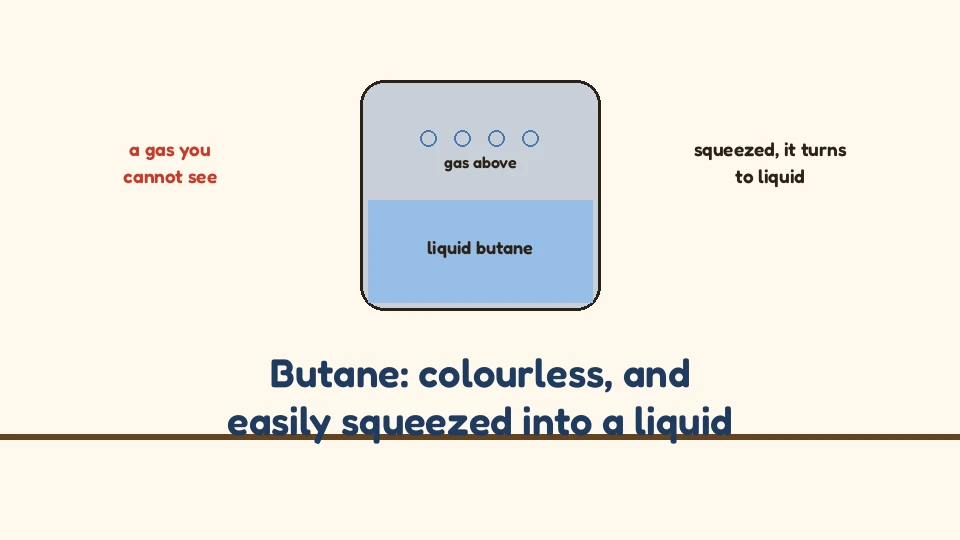 a gas you
cannot see
gas above
liquid butane
squeezed, it turns
to liquid
Butane: colourless, and
easily squeezed into a liquid